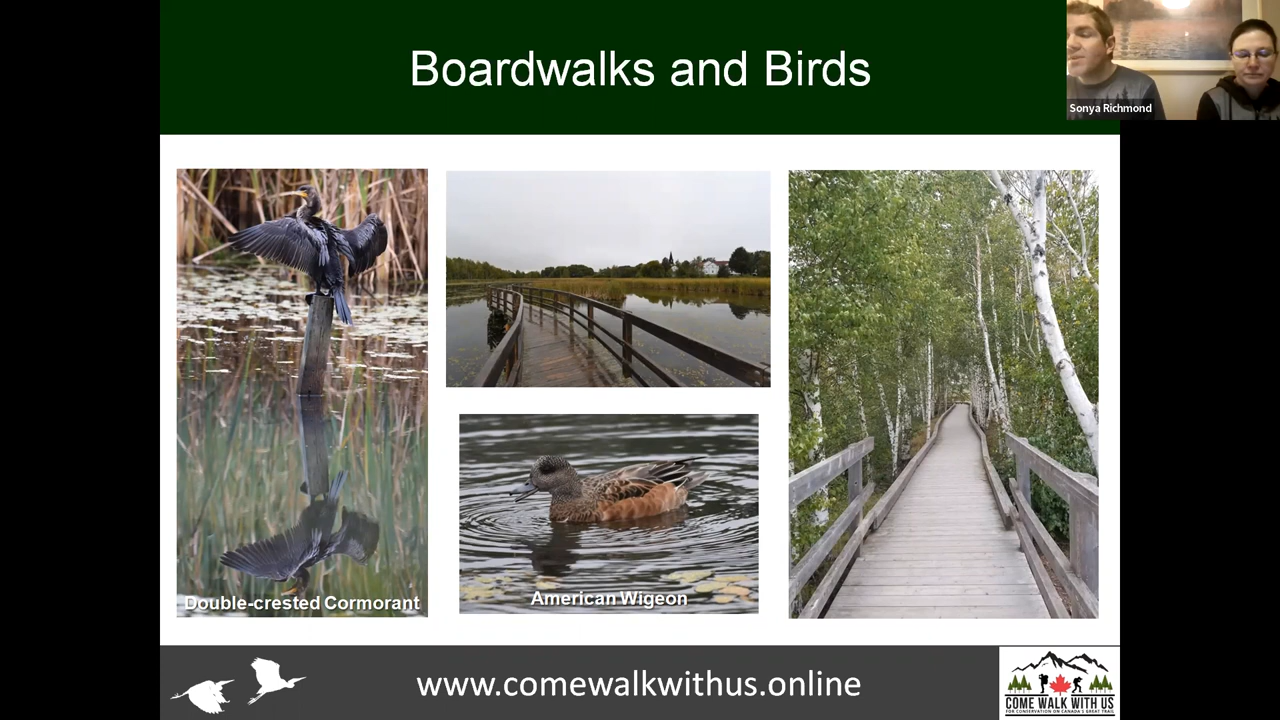 Boardwalks and Birds
Sonya Richmond
Double-crested Cormorant
American Wigeon
www.comewalkwithus.online
COME WALK WITH US
FOR CONSERVATION ON CANADA'S GREAT TRAIL